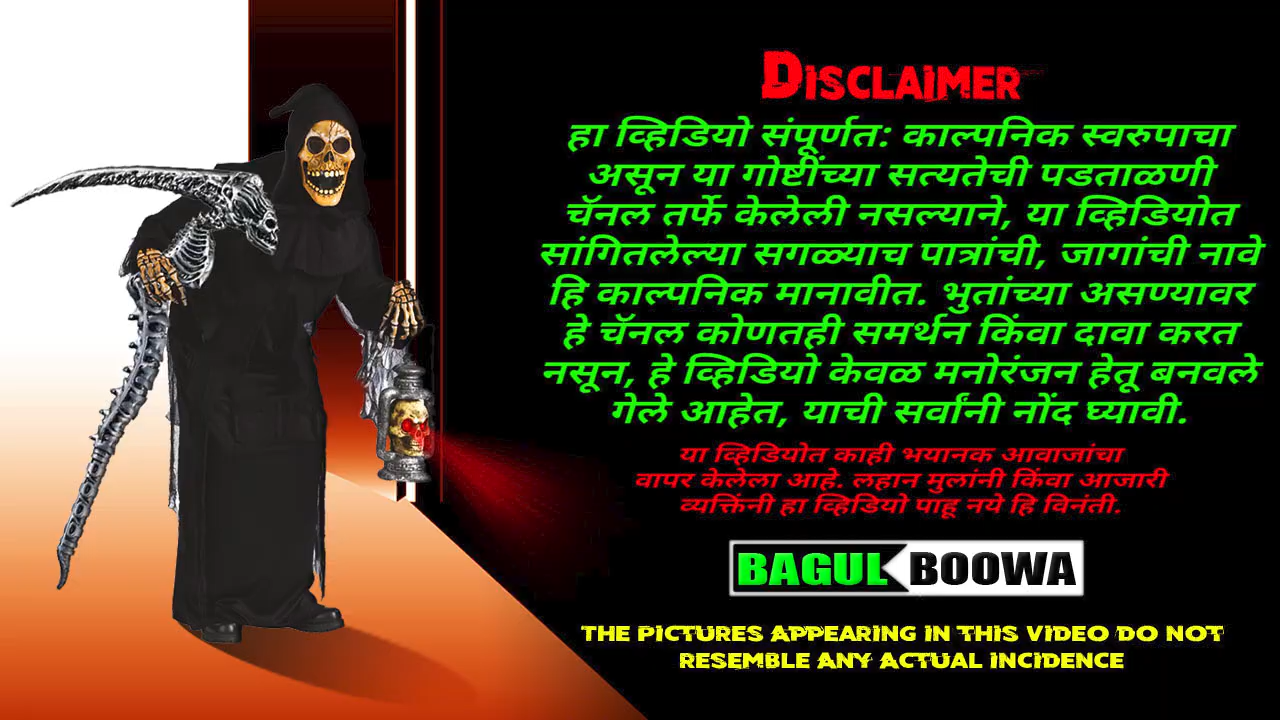 DISCLAIMER
हा व्हिडियो संपूर्णत: काल्पनिक स्वरुपाचा
असून या गोष्टींच्या सत्यतेची पडताळणी
चॅनल तर्फे केलेली नसल्याने, या व्हिडियोत
सांगितलेल्या सगळ्याच पात्रांची, जागांची नावे
हि काल्पनिक मानावीत. भुतांच्या असण्यावर
हे चॅनल कोणतही समर्थन किंवा दावा करत
नसून, हे व्हिडियो केवळ मनोरंजन हेतू बनवले
गेले आहेत, याची सर्वांनी नोंद घ्यावी.
या व्हिडियोत काही भयानक आवाजांचा
वापर केलेला आहे. लहान मुलांनी किंवा आजारी
व्यक्तिंनी हा व्हिडियो पाहू नये हि विनंती.
BAGUL BOOWA
THE PICTURES APPEARING IN THIS VIDEO DO NOT
RESEMBLE ANY ACTUAL INCIDENCE